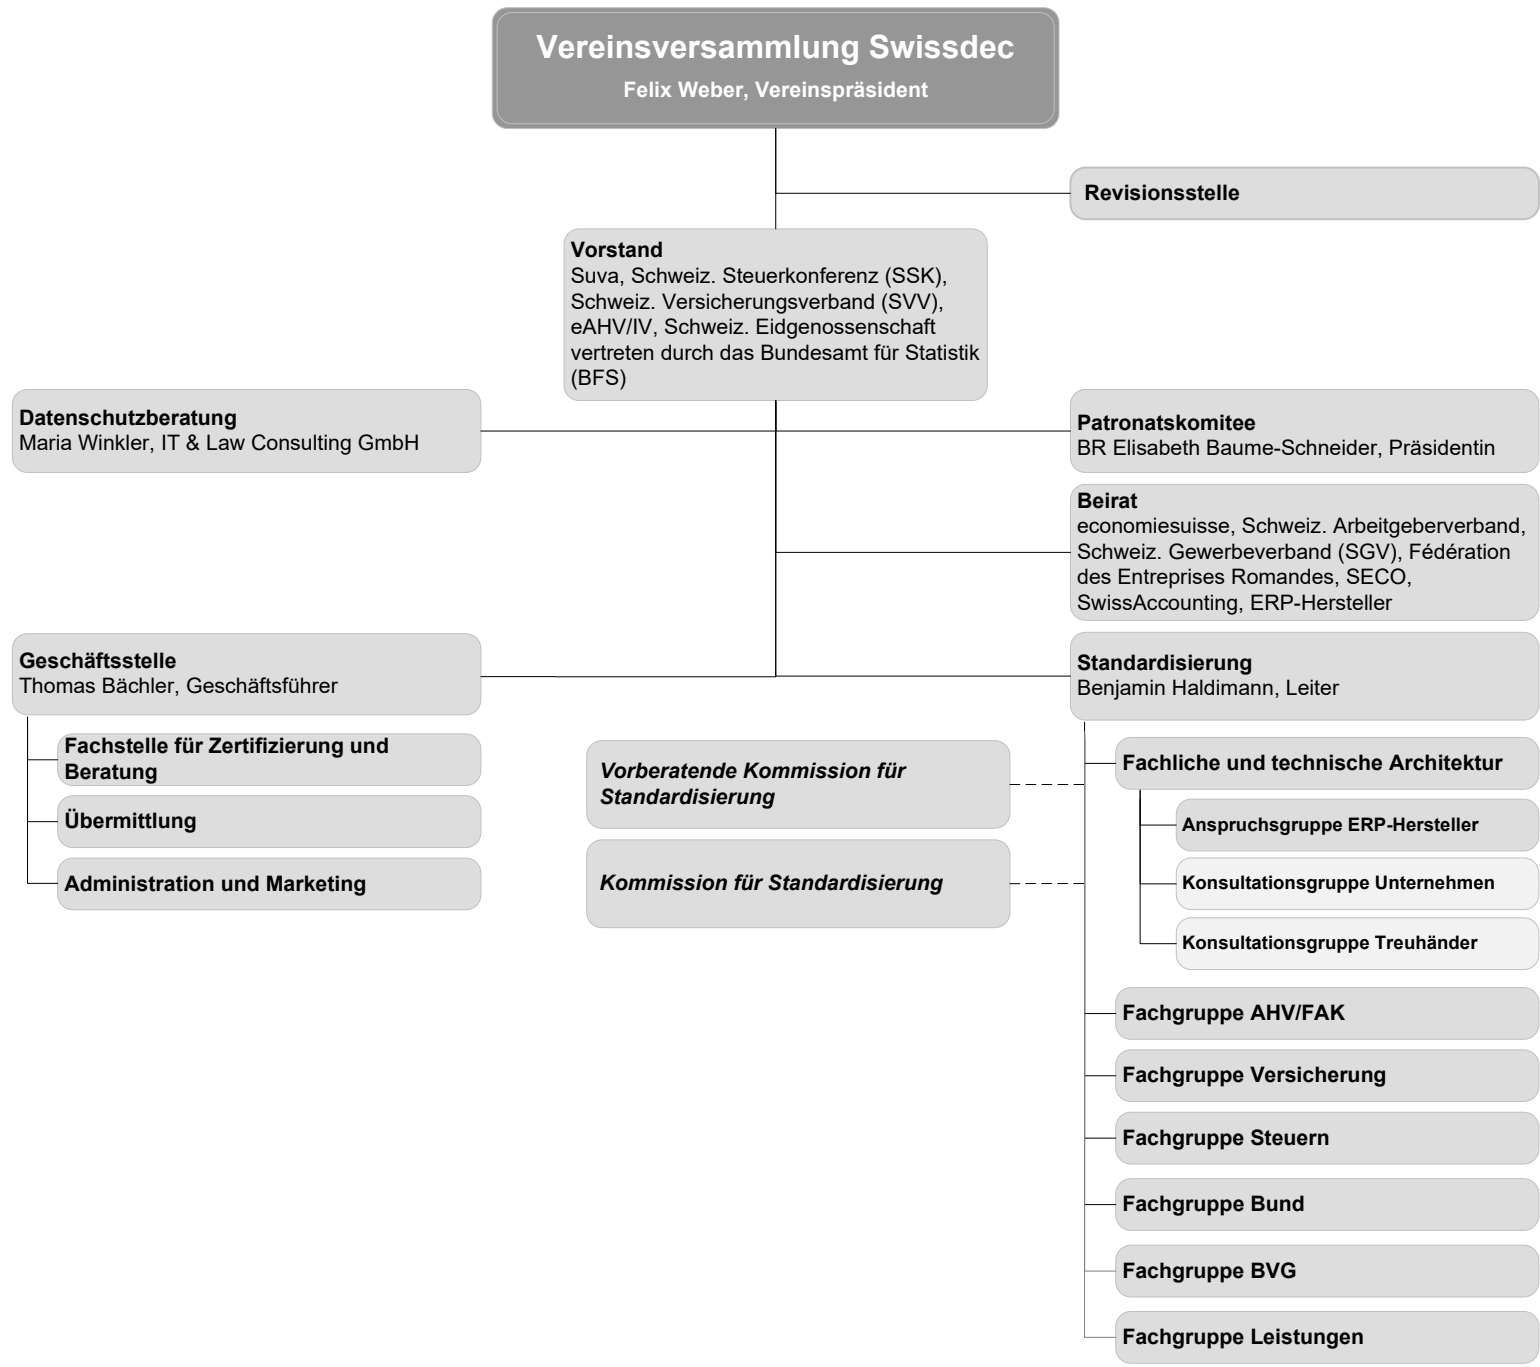 Vereinsversammlung Swissdec
Felix Weber, Vereinspräsident
Revisionsstelle
Vorstand
Suva, Schweiz. Steuerkonferenz (SSK),
Schweiz. Versicherungsverband (SVV),
eAHV/IV, Schweiz. Eidgenossenschaft
vertreten durch das Bundesamt für Statistik
(BFS)
Datenschutzberatung
Maria Winkler, IT & Law Consulting GmbH
Patronatskomitee
BR Elisabeth Baume-Schneider, Präsidentin
Beirat
economiesuisse, Schweiz. Arbeitgeberverband,
Schweiz. Gewerbeverband (SGV), Fédération
des Entreprises Romandes, SECO,
SwissAccounting, ERP-Hersteller
Geschäftsstelle
Thomas Bächler, Geschäftsführer
Fachstelle für Zertifizierung und
Beratung
Übermittlung
Administration und Marketing
Standardisierung
Benjamin Haldimann, Leiter
Vorberatende Kommission für
Standardisierung
Kommission für Standardisierung
Fachliche und technische Architektur
Anspruchsgruppe ERP-Hersteller
Konsultationsgruppe Unternehmen
Konsultationsgruppe Treuhänder
Fachgruppe AHV/FAK
Fachgruppe Versicherung
Fachgruppe Steuern
Fachgruppe Bund
Fachgruppe BVG
Fachgruppe Leistungen